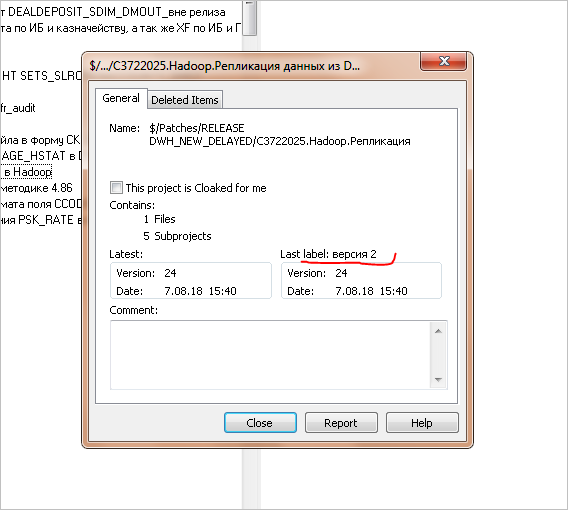 т DEALDEPOSIT_SDIM_DMOUT_вне релиза
та по ИБ и казначейству, а так же XF по ИБ и Г
HT SETS_SLRO
fr_audit
йла в форму СК
AGE_HSTAT в D
в Hadoop
методике 4.86
мата поля CCOD
ния PSK_RATE в
$/.../C3722025.Hadoop.Репликация данных из D...
General
Deleted Items
Name: $/Patches/RELEASE
DWH_NEW_DELAYED/C3722025.Hadoop.Репликация
This project is Cloaked for me
Contains:
1 Files
5 Subprojects
Latest:
Version: 24
Date: 7.08.18 15:40
Last label: версия 2
Version: 24
Date: 7.08.18 15:40
Comment:
Close
Report
Help